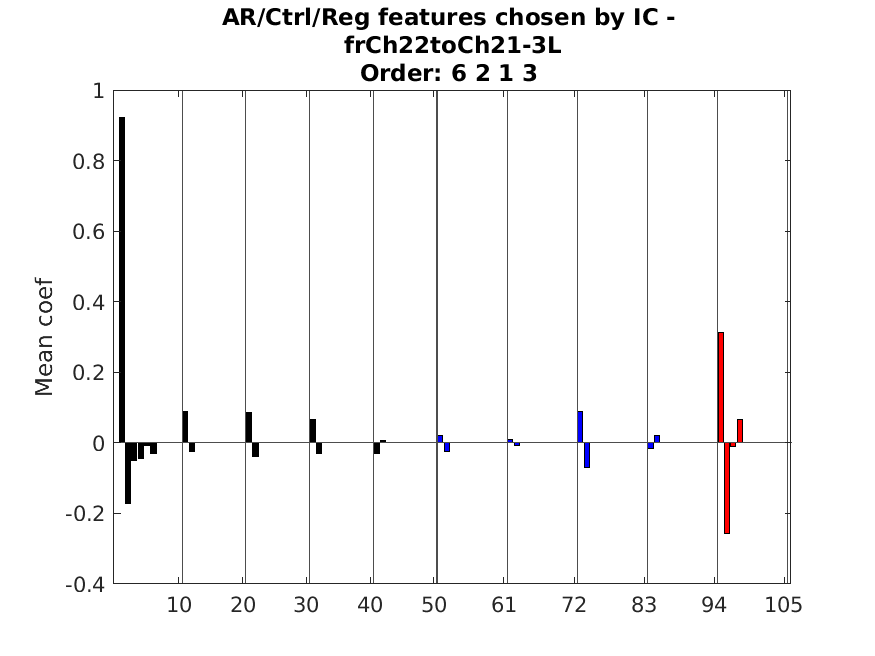 AR/Ctrl/Reg features chosen by IC -
frCh22toCh21-3L
Order: 6 2 1 3
1
0.8
0.6
0.4
0.2
0
-0.2
-0.4
Mean coef
10 20 30 40 50 61 72 83 94 105